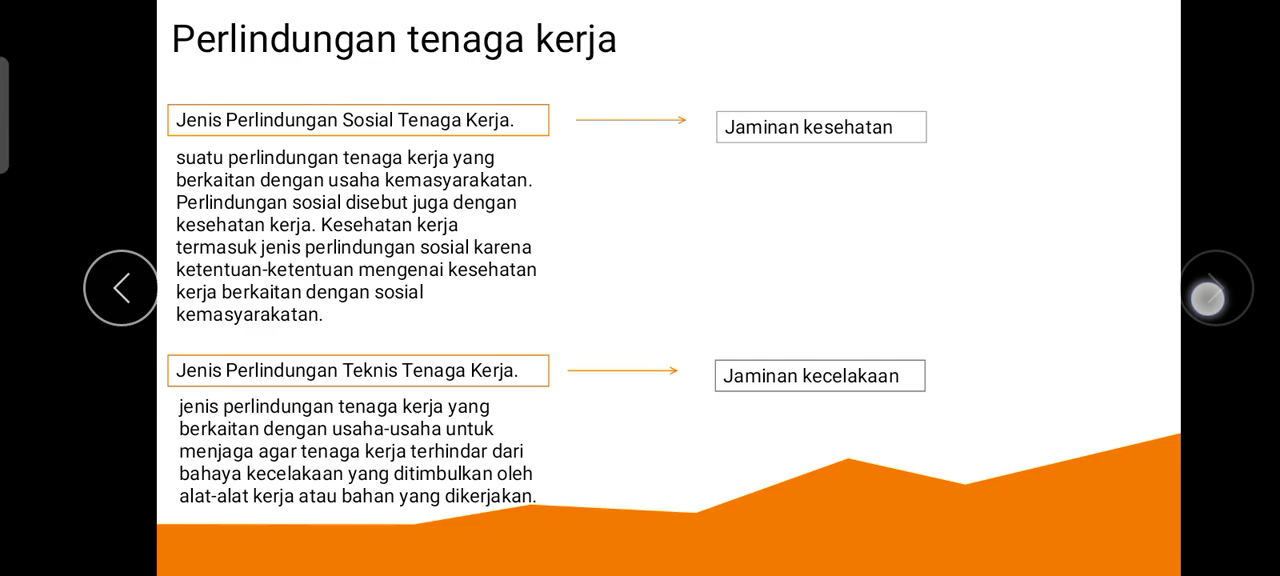 Perlindungan tenaga kerja
Jenis Perlindungan Sosial Tenaga Kerja.
Jaminan kesehatan
suatu perlindungan tenaga kerja yang
berkaitan dengan usaha kemasyarakatan.
Perlindungan sosial disebut juga dengan
kesehatan kerja. Kesehatan kerja
termasuk jenis perlindungan sosial karena
ketentuan-ketentuan mengenai kesehatan
kerja berkaitan dengan sosial
kemasyarakatan.
Jenis Perlindungan Teknis Tenaga Kerja.
Jaminan kecelakaan
jenis perlindungan tenaga kerja yang
berkaitan dengan usaha-usaha untuk
menjaga agar tenaga kerja terhindar dari
bahaya kecelakaan yang ditimbulkan oleh
alat-alat kerja atau bahan yang dikerjakan.